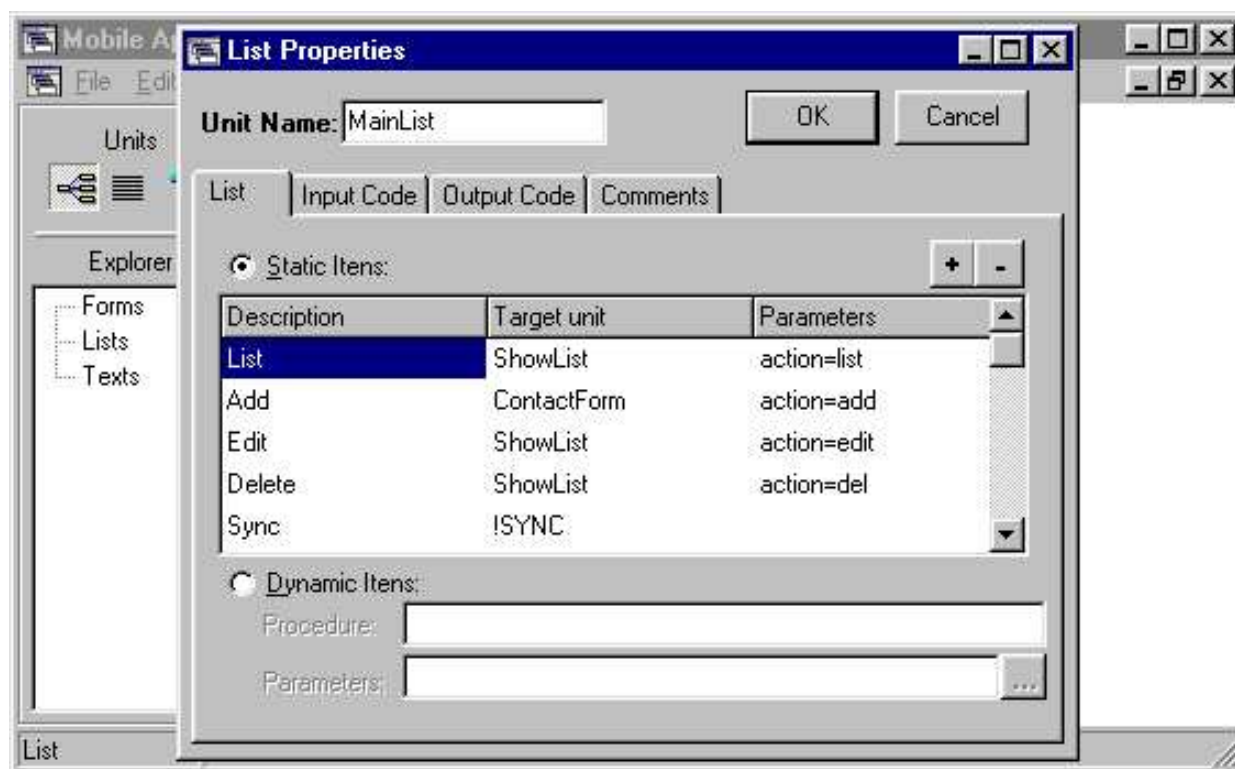 Mobile Ap
List Properties
File Edit
Unit Name: MainList
OK
Cancel
Units
List
Input Code
Output Code
Comments
Explorer
Static Itens:
+ -
Forms
Lists
Texts
Description Target unit Parameters
List ShowList action=list
Add ContactForm action=add
Edit ShowList action=edit
Delete ShowList action=del
Sync !SYNC
Dynamic Itens:
Procedure:
Parameters: ...
List